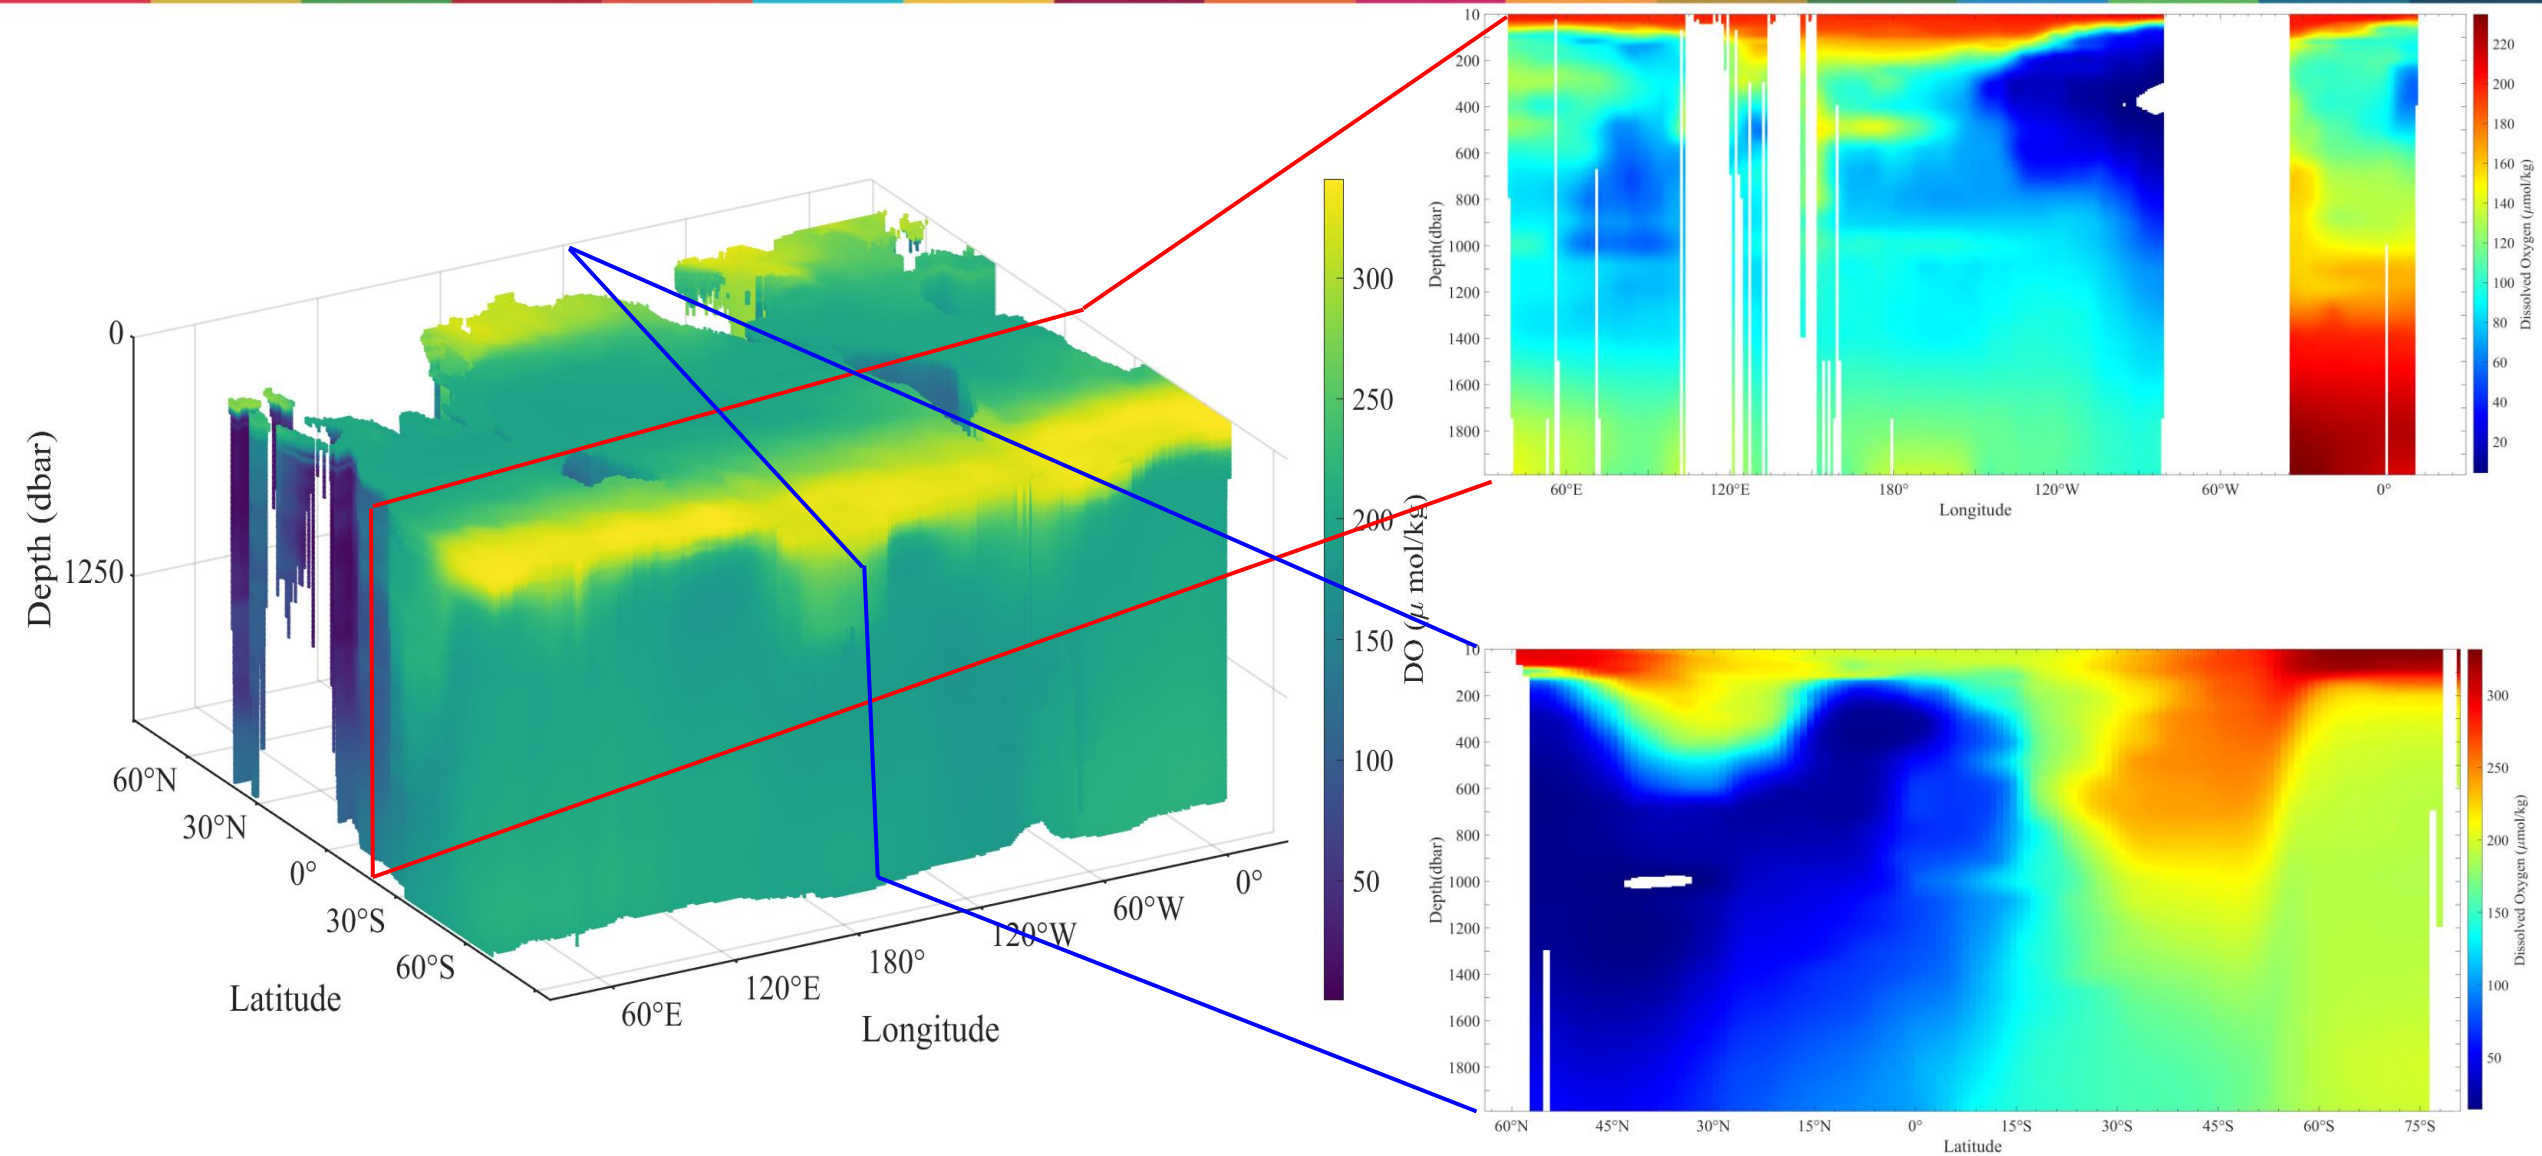 0
1250
Depth (dbar)
60°N
30°N
0°
30°S
60°S
Latitude
60°E
120°E
180°
120°W
60°W
0°
Longitude
300
250
200
150
100
50
DO (μ mol/kg)
10
200
400
600
800
1000
1200
1400
1600
1800
Depth(dbar)
60°E
120°E
180°
120°W
60°W
0°
Longitude
220
200
180
160
140
120
100
80
60
40
20
Dissolved Oxygen (μmol/kg)
10
200
400
600
800
1000
1200
1400
1600
1800
Depth(dbar)
60°N
45°N
30°N
15°N
0°
15°S
30°S
45°S
60°S
75°S
Latitude
300
250
200
150
100
50
Dissolved Oxygen (μmol/kg)